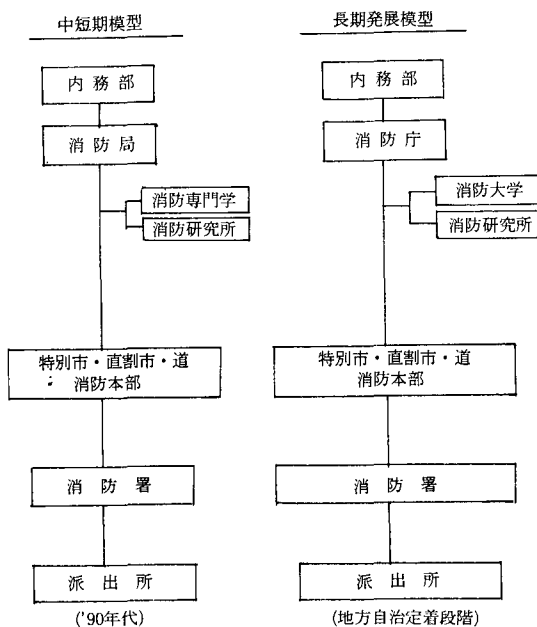 中短期模型
内務部
消防局
消防専門学
消防研究所
特別市・直割市・道
消防本部
消防署
派出所
('90年代)
長期発展模型
内務部
消防庁
消防大学
消防研究所
特別市・直割市・道
消防本部
消防署
派出所
(地方自治定着段階)